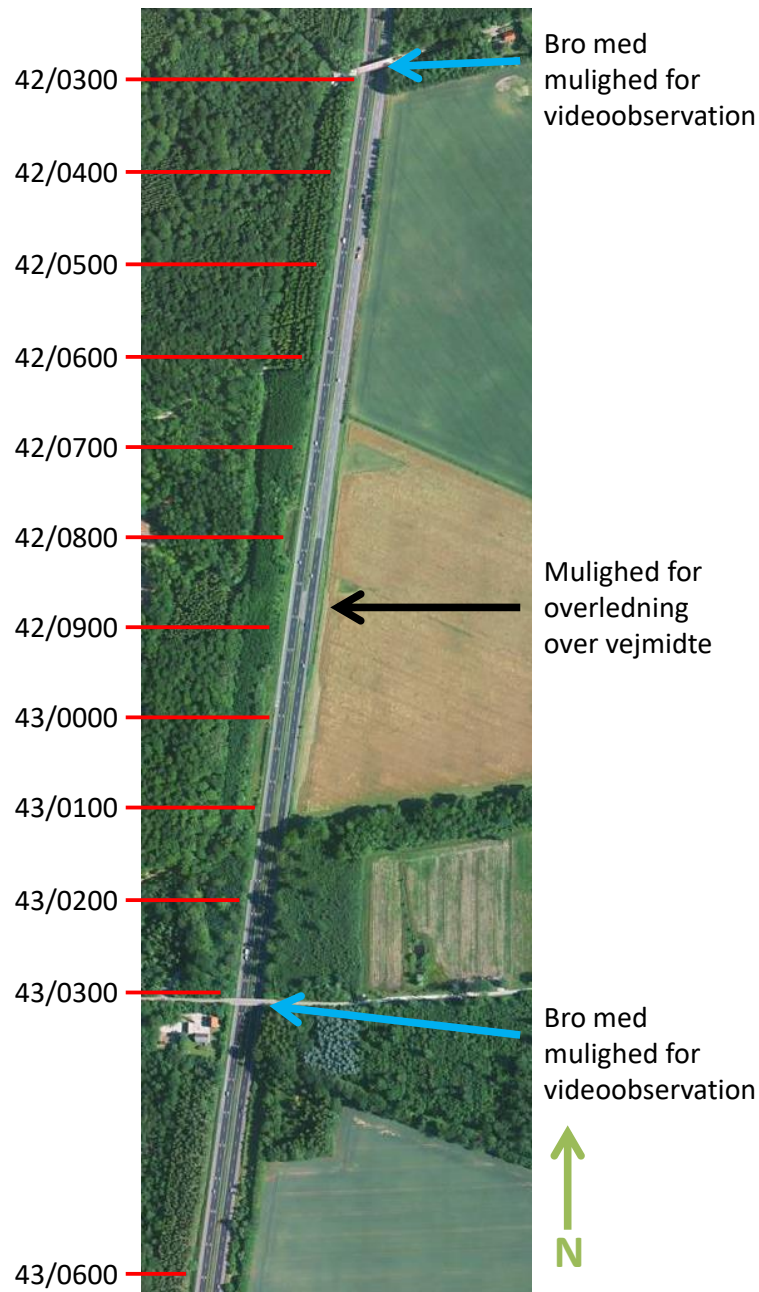 Bro med
mulighed for
videoobservation
42/0300
42/0400
42/0500
42/0600
42/0700
42/0800
Mulighed for
overledning
over vejmidte
42/0900
43/0000
43/0100
43/0200
43/0300
Bro med
mulighed for
videoobservation
N
43/0600